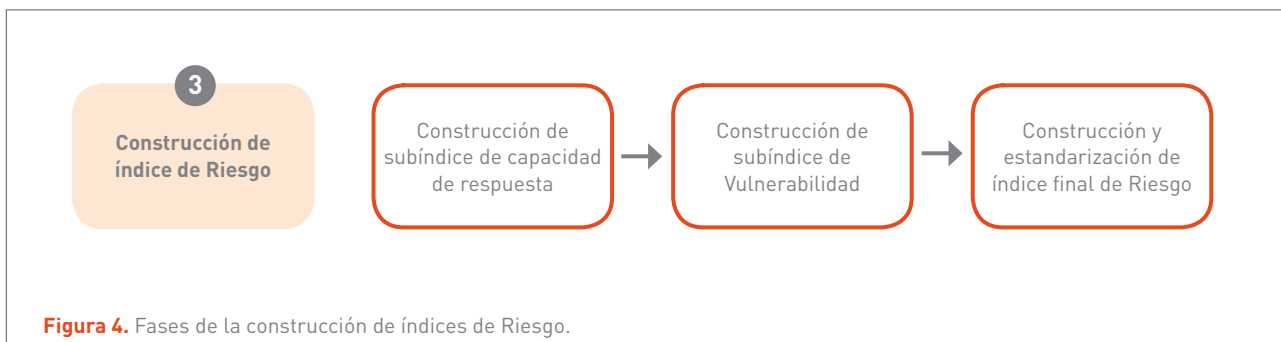 3
Construcción de
índice de Riesgo
Construcción de
subíndice de capacidad
de respuesta
Construcción de
subíndice de
Vulnerabilidad
Construcción y
estandarización de
índice final de Riesgo
Figura 4. Fases de la construcción de índices de Riesgo.